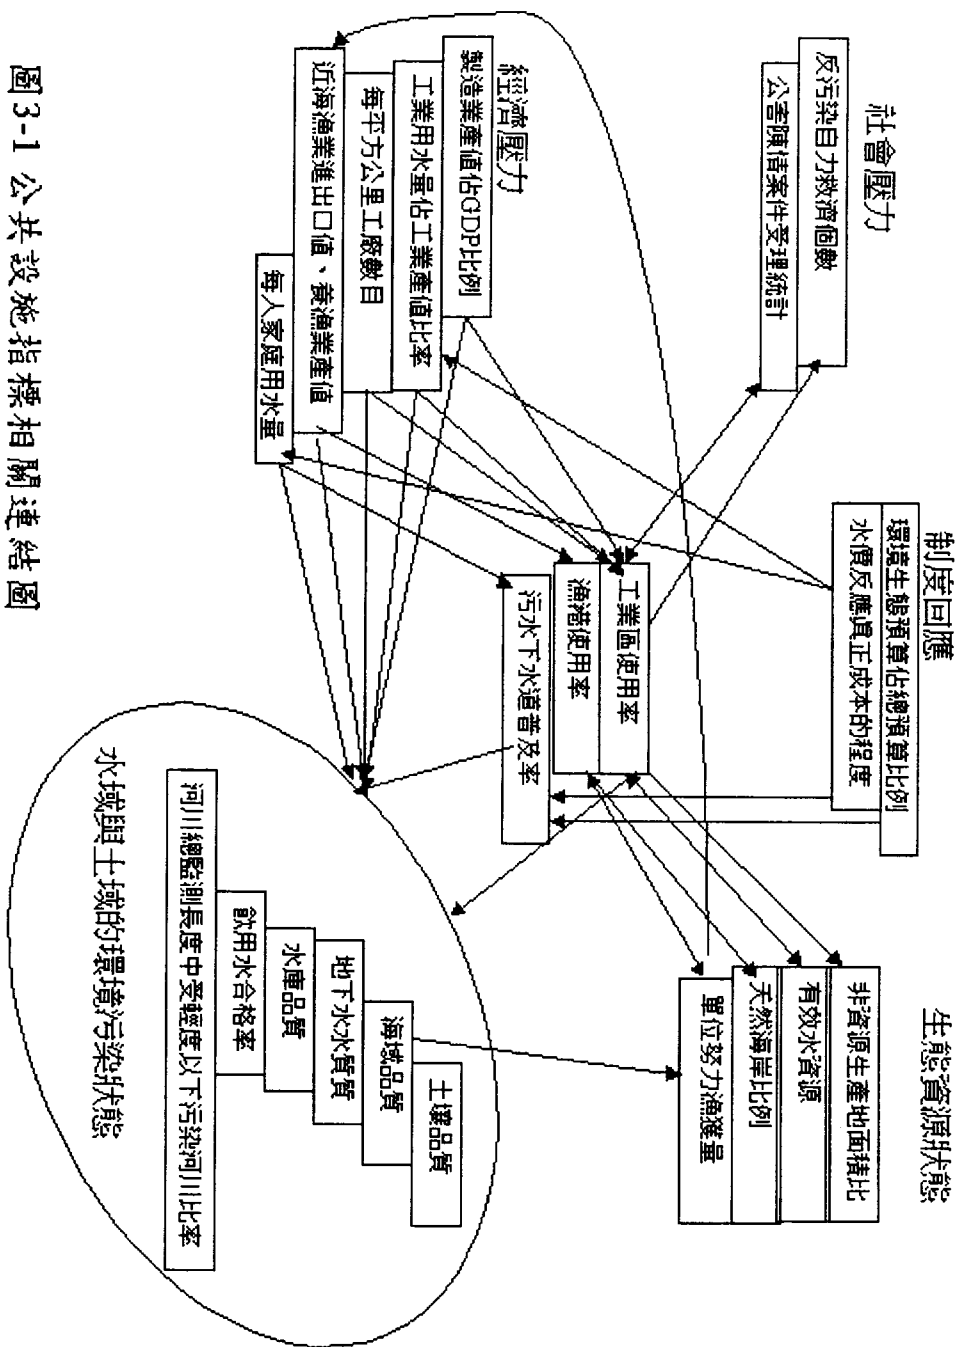 社會壓力
反污染自力救濟個數
公害陳情案件受理統計
制度回應
環境生態預算佔總預算比例
水價反應真正成本的程度
生態資源狀態
非資源生產地面積比
有效水資源
天然海岸比例
單位努力漁獲量
經濟壓力
製造業產值佔GDP比例
工業用水量佔工業產值比率
每平方公里工廠數目
近海漁業進出口值、養漁業產值
每人家庭用水量
工業區使用率
漁港使用率
污水下水道普及率
土壤品質
海域品質
地下水水質質
水庫品質
飲用水合格率
河川總監測長度中受輕度以下污染河川比率
水域與土域的環境污染狀態
圖3-1 公共設施指標相關連結圖